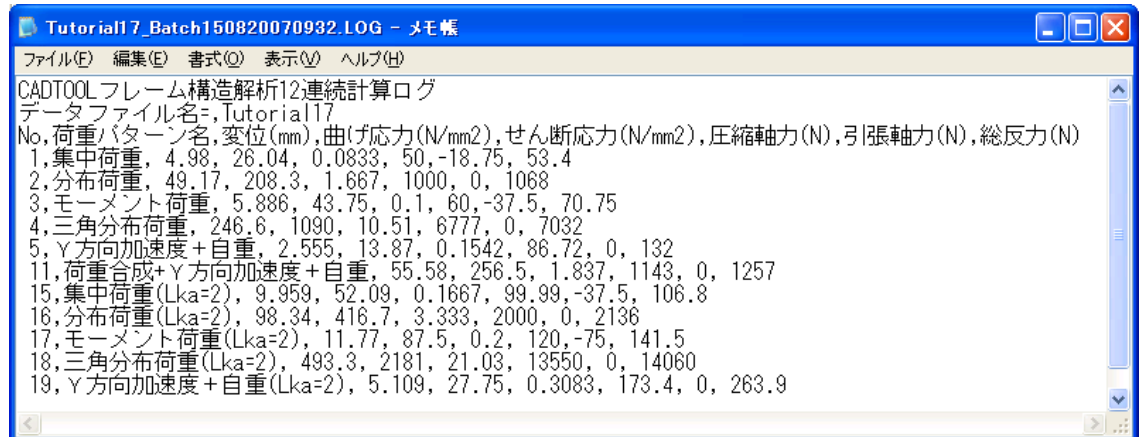 Tutorial17_Batch150820070932.LOG - メモ帳
ファイル(F) 編集(E) 書式(O) 表示(V) ヘルプ(H)
CADTOOLフレーム構造解析12連続計算ログ
データファイル名=,Tutorial17
No,荷重パターン名,変位(mm),曲げ応力(N/mm2),せん断応力(N/mm2),圧縮軸力(N),引張軸力(N),総反力(N)
1,集中荷重, 4.98, 26.04, 0.0833, 50,-18.75, 53.4
2,分布荷重, 49.17, 208.3, 1.667, 1000, 0, 1068
3,モーメント荷重, 5.886, 43.75, 0.1, 60,-37.5, 70.75
4,三角分布荷重, 246.6, 1090, 10.51, 6777, 0, 7032
5,Y方向加速度+自重, 2.555, 13.87, 0.1542, 86.72, 0, 132
11,荷重合成+Y方向加速度+自重, 55.58, 256.5, 1.837, 1143, 0, 1257
15,集中荷重(Lka=2), 9.959, 52.09, 0.1667, 99.99,-37.5, 106.8
16,分布荷重(Lka=2), 98.34, 416.7, 3.333, 2000, 0, 2136
17,モーメント荷重(Lka=2), 11.77, 87.5, 0.2, 120,-75, 141.5
18,三角分布荷重(Lka=2), 493.3, 2181, 21.03, 13550, 0, 14060
19,Y方向加速度+自重(Lka=2), 5.109, 27.75, 0.3083, 173.4, 0, 263.9